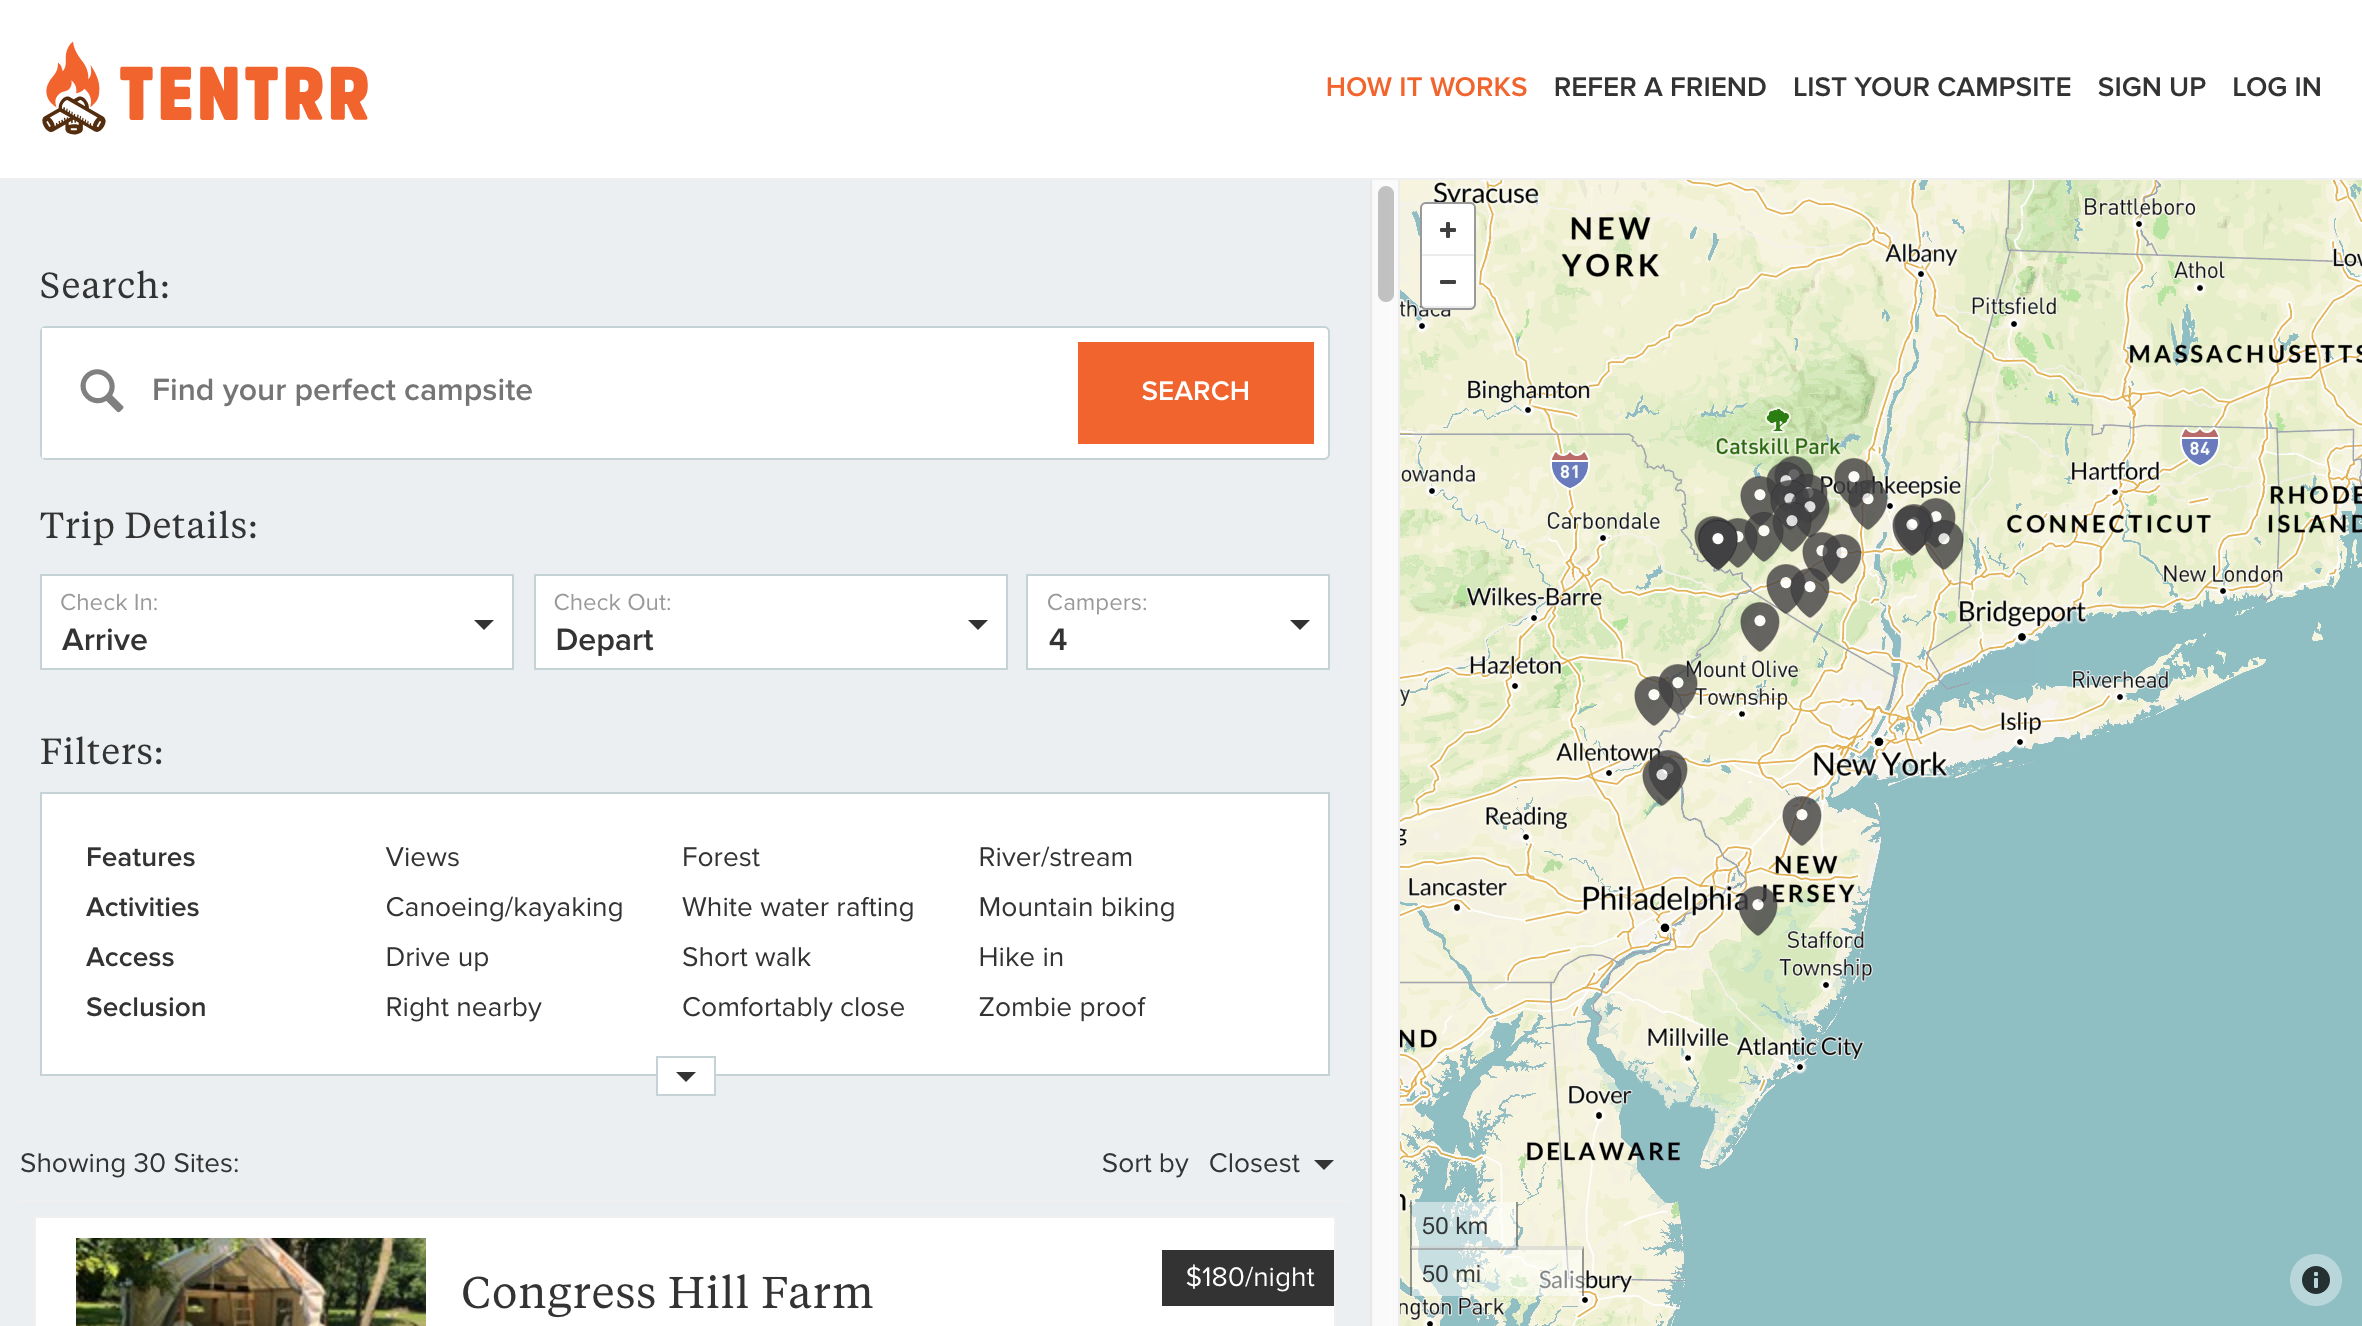 TENTRR
HOW IT WORKS REFER A FRIEND LIST YOUR CAMPSITE SIGN UP LOG IN
Search:
Find your perfect campsite
SEARCH
Trip Details:
Check In:
Arrive
Check Out:
Depart
Campers:
4
Filters:
Features Views Forest River/stream
Activities Canoeing/kayaking White water rafting Mountain biking
Access Drive up Short walk Hike in
Seclusion Right nearby Comfortably close Zombie proof
Showing 30 Sites:
Sort by Closest
Congress Hill Farm
$180/night
+
−
Syracuse
NEW
YORK
Brattleboro
Albany
Athol
Pittsfield
MASSACHUSETTS
Binghamton
Catskill Park
84
81
owanda
Poughkeepsie
Hartford
RHODE
ISLAND
Carbondale
CONNECTICUT
New London
Wilkes-Barre
Bridgeport
Hazleton
Mount Olive
Township
Riverhead
Islip
Allentown
New York
Reading
NEW
JERSEY
Lancaster
Philadelphia
Stafford
Township
ND
Millville
Atlantic City
Dover
DELAWARE
50 km
50 mi
Salisbury
ngton Park